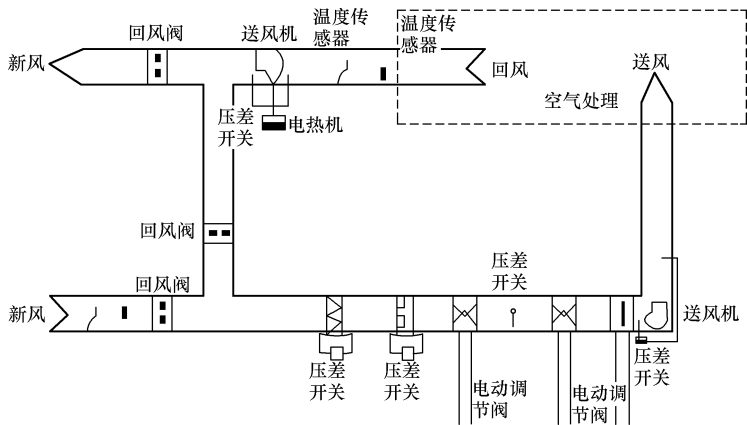 新风
回风阀
送风机
温度传
感器
温度传
感器
回风
送风
空气处理
压差
开关
电热机
回风阀
压差
开关
回风阀
新风
送风机
压差
开关
压差
开关
压差
开关
电动调
节阀
电动调
节阀